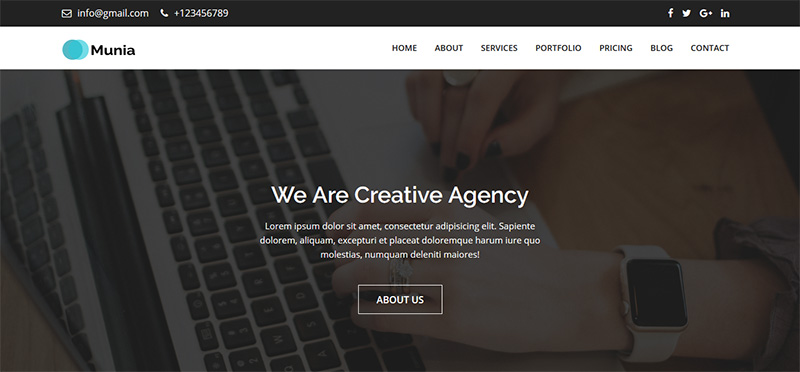 info@gmail.com +123456789
Munia
HOME ABOUT SERVICES PORTFOLIO PRICING BLOG CONTACT
We Are Creative Agency
Lorem ipsum dolor sit amet, consectetur adipisicing elit. Sapiente
dolorem, aliquam, excepturi et placeat doloremque harum iure quo
molestias, numquam deleniti maiores!
ABOUT US